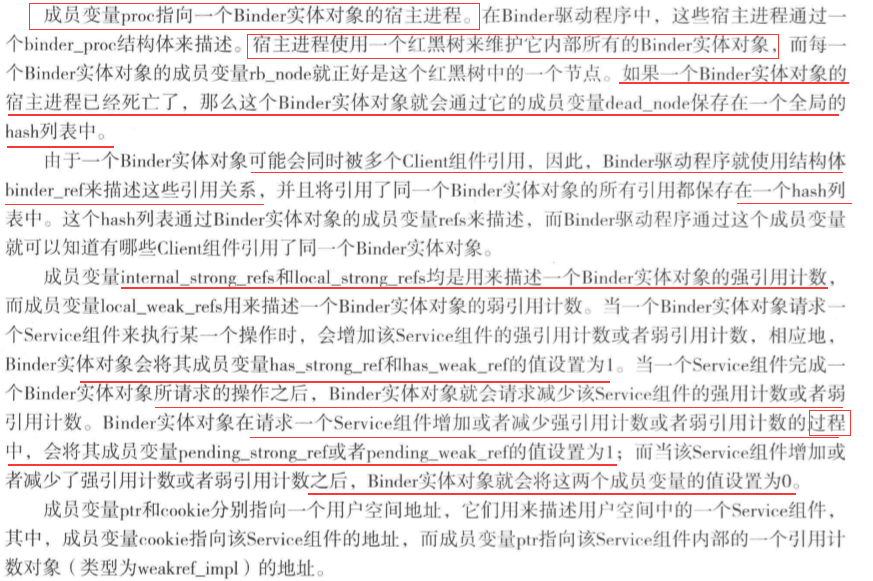 成员变量proc指向一个Binder实体对象的宿主进程。在Binder驱动程序中，这些宿主进程通过一
个binder_proc结构体来描述。宿主进程使用一个红黑树来维护它内部所有的Binder实体对象，而每一
个Binder实体对象的成员变量rb_node就正好是这个红黑树中的一个节点。如果一个Binder实体对象的
宿主进程已经死亡了，那么这个Binder实体对象就会通过它的成员变量dead_node保存在一个全局的
hash列表中。
由于一个Binder实体对象可能会同时被多个Client组件引用，因此，Binder驱动程序就使用结构体
binder_ref来描述这些引用关系，并且将引用了同一个Binder实体对象的所有引用都保存在一个hash列
表中。这个hash列表通过Binder实体对象的成员变量refs来描述，而Binder驱动程序通过这个成员变量
就可以知道有哪些Client组件引用了同一个Binder实体对象。
成员变量internal_strong_refs和local_strong_refs均是用来描述一个Binder实体对象的强引用计数，
而成员变量local_weak_refs用来描述一个Binder实体对象的弱引用计数。当一个Binder实体对象请求一
个Service组件来执行某一个操作时，会增加该Service组件的强引用计数或者弱引用计数，相应地，
Binder实体对象会将其成员变量has_strong_ref和has_weak_ref的值设置为1。当一个Service组件完成一
个Binder实体对象所请求的操作之后，Binder实体对象就会请求减少该Service组件的强引用计数或者弱
引用计数。Binder实体对象在请求一个Service组件增加或者减少强引用计数或者弱引用计数的过程
中，会将其成员变量pending_strong_ref或者pending_weak_ref的值设置为1；而当该Service组件增加或
者减少了强引用计数或者弱引用计数之后，Binder实体对象就会将这两个成员变量的值设置为0。
成员变量ptr和cookie分别指向一个用户空间地址，它们用来描述用户空间中的一个Service组件，
其中，成员变量cookie指向该Service组件的地址，而成员变量ptr指向该Service组件内部的一个引用计
数对象（类型为weakref_impl）的地址。